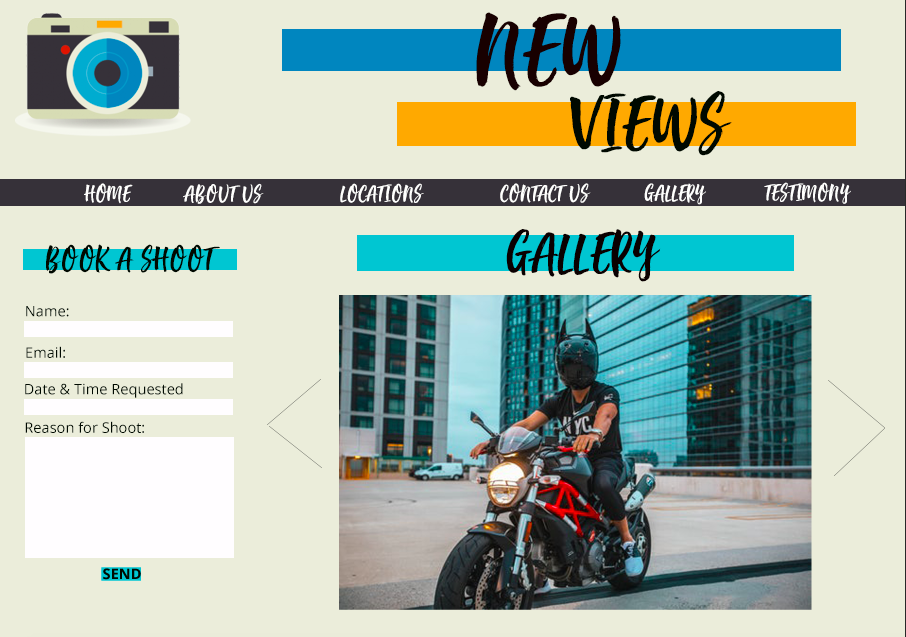 NEW
VIEWS
HOME ABOUT US LOCATIONS CONTACT US GALLERY TESTIMONY
BOOK A SHOOT
GALLERY
Name:
Email:
Date & Time Requested
Reason for Shoot:
SEND
NYC